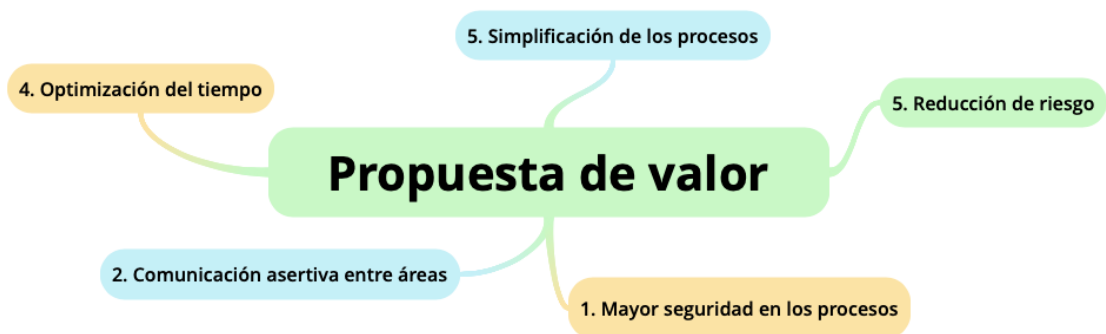 5. Simplificación de los procesos
4. Optimización del tiempo
5. Reducción de riesgo
Propuesta de valor
2. Comunicación asertiva entre áreas
1. Mayor seguridad en los procesos